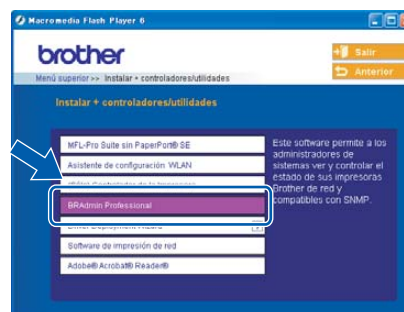 Macromedia Flash Player 6
brother
Salir
Menú superior >> Instalar + controladores/utilidades
Anterior
Instalar + controladores/utilidades
MFL-Pro Suite sin PaperPort® SE
Asistente de configuración WLAN
BRAdmin Professional
Software de impresión de red
Adobe® Acrobat® Reader®
Este software permite a los
administradores de
sistemas ver y controlar el
estado de sus impresoras
Brother de red y
compatibles con SNMP.